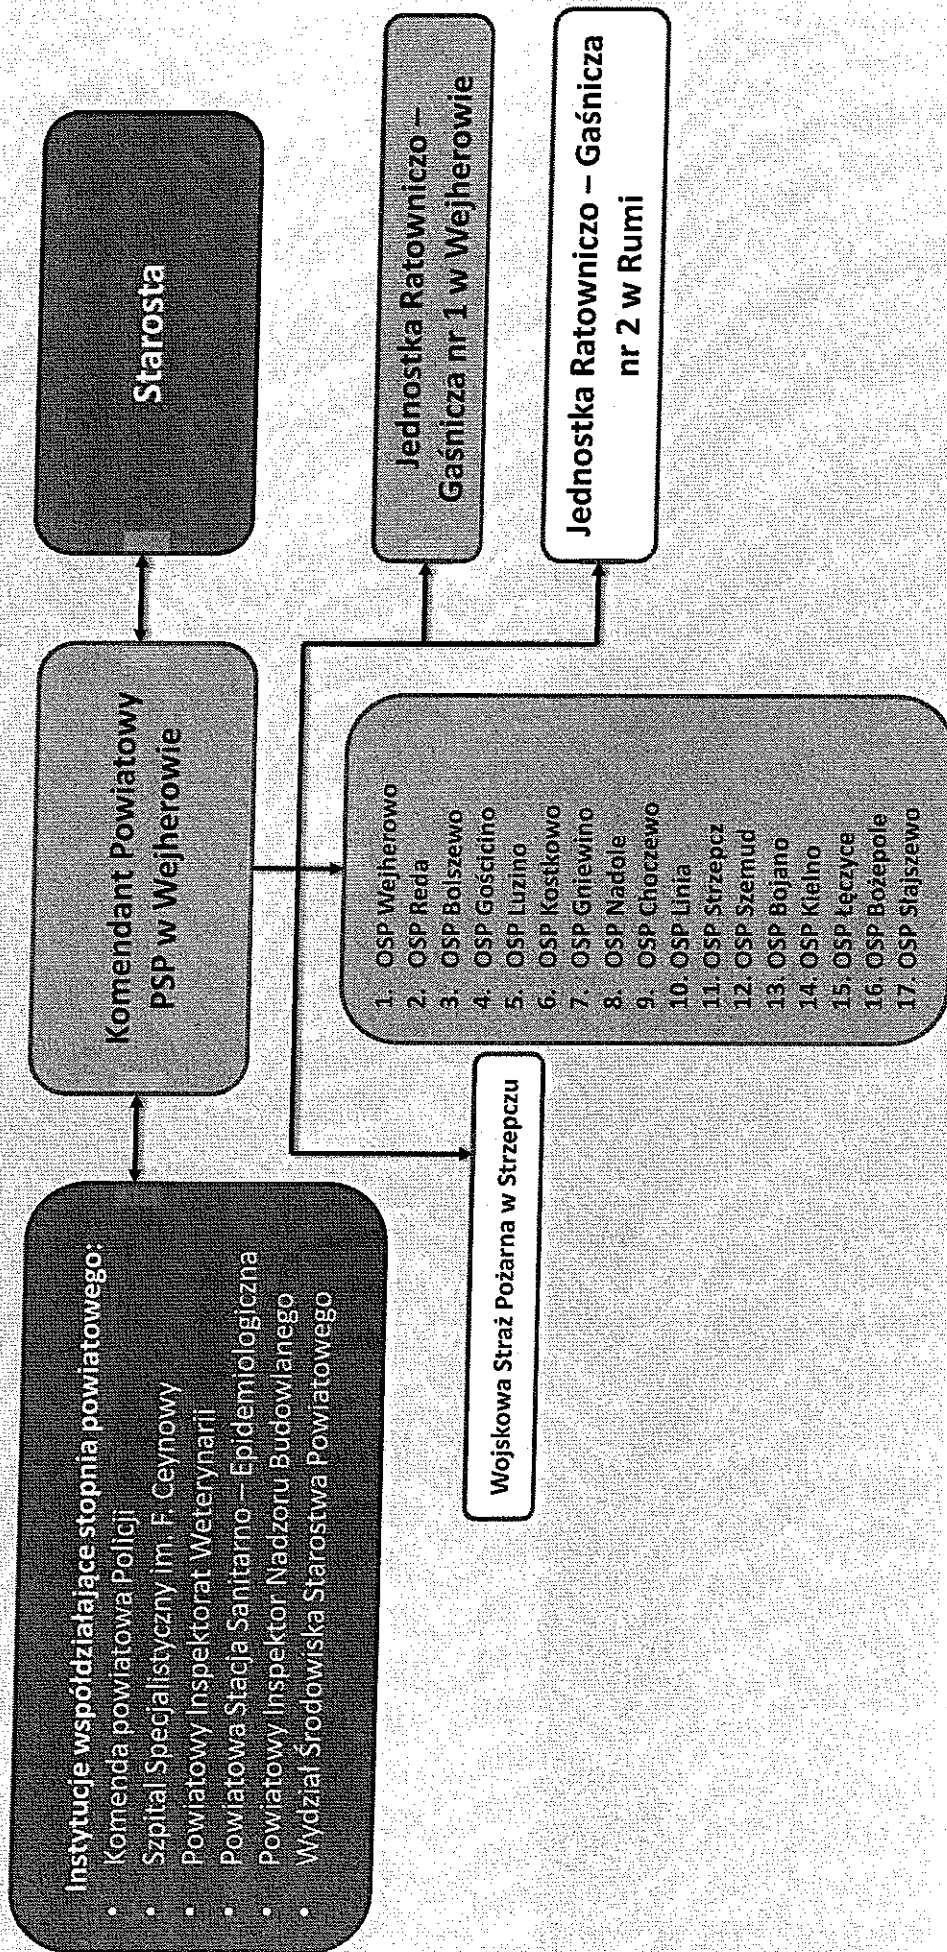 Instytucje współdziałające stopnia powiatowego:
• Komenda powiatowa Policji
• Szpital Specjalistyczny im. F. Ceynowy
• Powiatowy Inspektorat Weterynarii
• Powiatowa Stacja Sanitarno – Epidemiologiczna
• Powiatowy Inspektor Nadzoru Budowlanego
• Wydział Środowiska Starostwa Powiatowego
Komendant Powiatowy
PSP w Wejherowie
Starosta
Wojskowa Straż Pożarna w Strzepczu
1. OSP Wejherowo
2. OSP Reda
3. OSP Bolszewo
4. OSP Gościcino
5. OSP Luzino
6. OSP Kostkowo
7. OSP Gniewino
8. OSP Nadole
9. OSP Choczewo
10. OSP Linia
11. OSP Strzepcz
12. OSP Szemud
13. OSP Bojano
14. OSP Kielno
15. OSP Łęczyce
16. OSP Bożepole
17. OSP Słajszewo
Jednostka Ratowniczo –
Gaśnicza nr 1 w Wejherowie
Jednostka Ratowniczo – Gaśnicza
nr 2 w Rumi